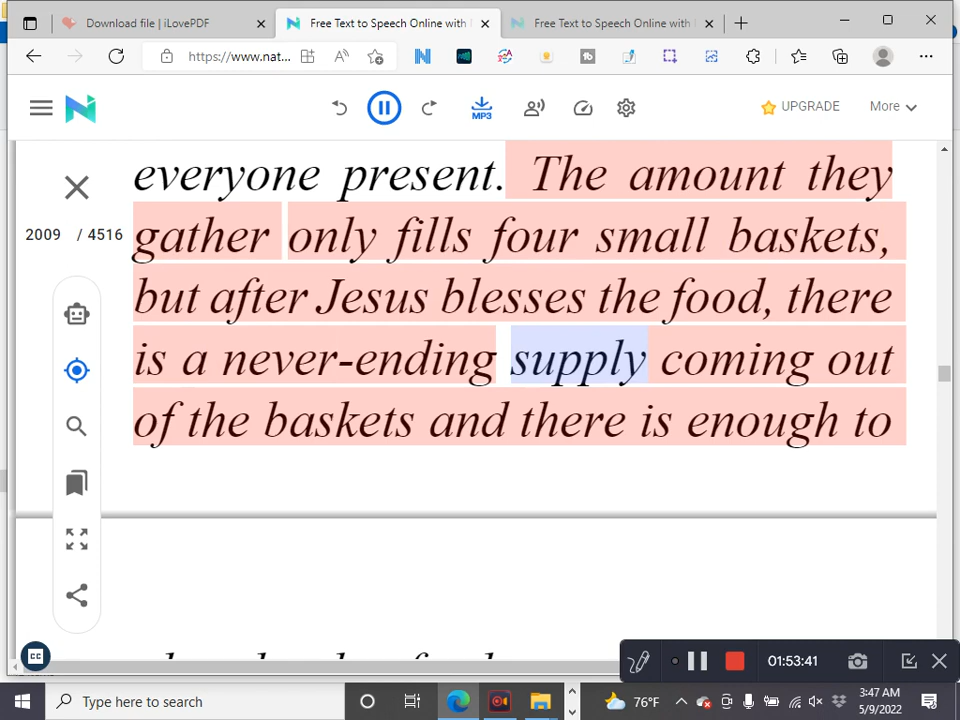 Download file | iLovePDF
Free Text to Speech Online with
Free Text to Speech Online with
https://www.nat...
MP3
UPGRADE
More
everyone present. The amount they
gather only fills four small baskets,
but after Jesus blesses the food, there
is a never-ending supply coming out
of the baskets and there is enough to
2009 / 4516
CC
01:53:41
Type here to search
76°F
3:47 AM
5/9/2022